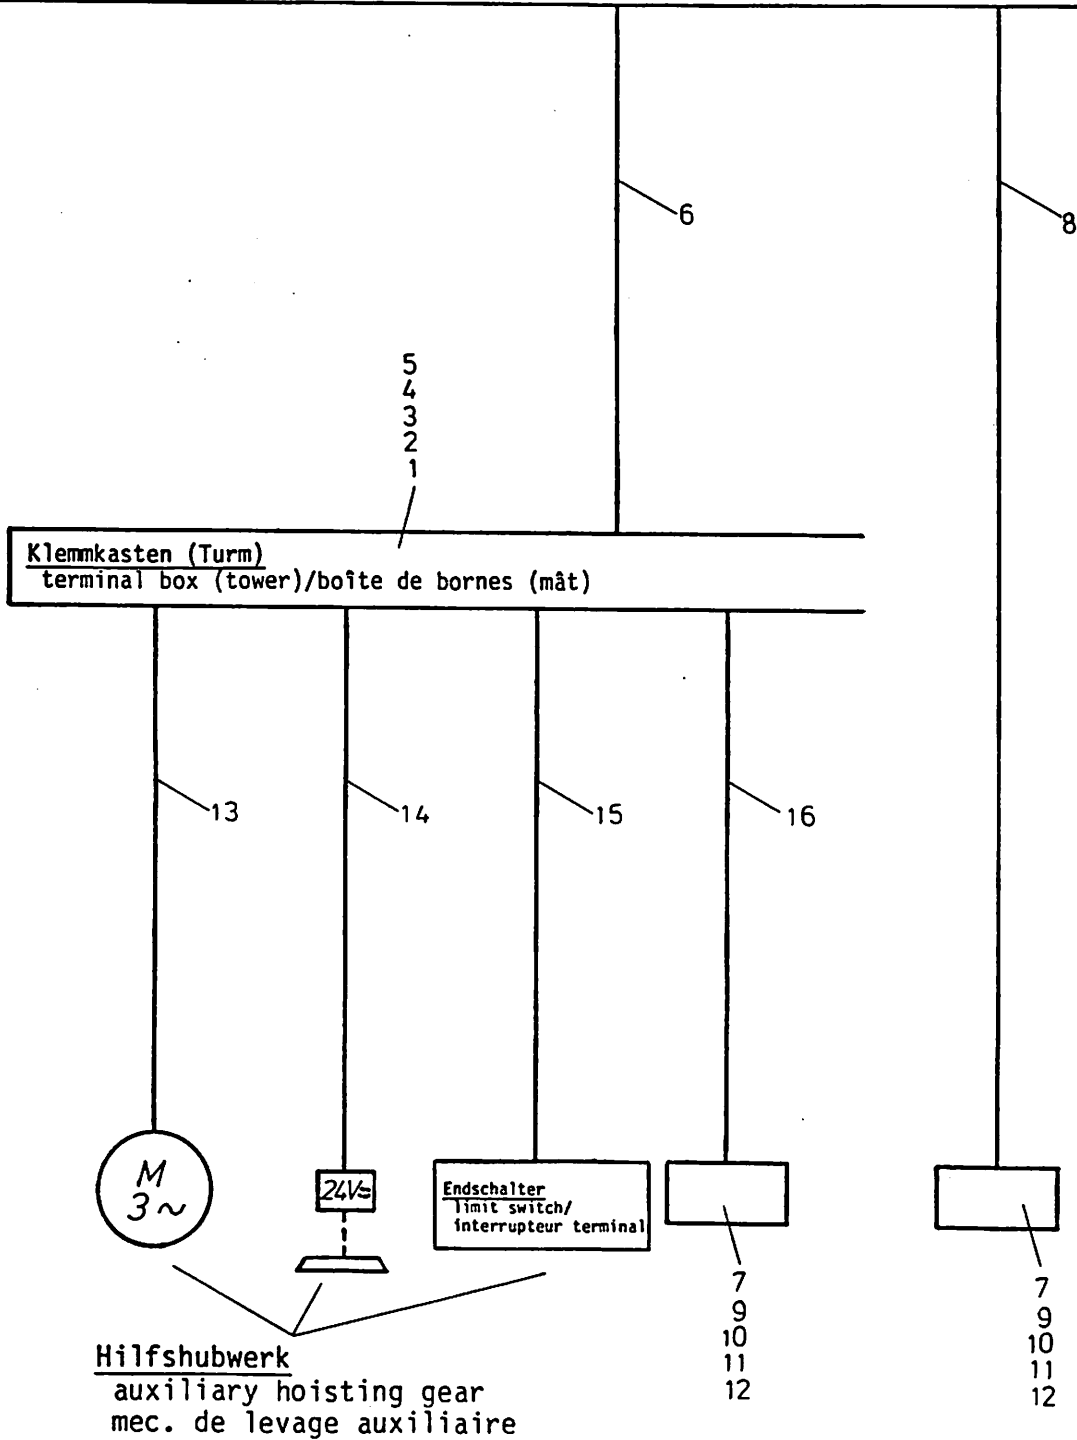 6
8
5
4
3
2
1
Klemmkasten (Turm)
terminal box (tower)/boîte de bornes (mât)
13
14
15
16
M
3~
24V=
Endschalter
limit switch/
interrupteur terminal
7
9
10
11
12
7
9
10
11
12
Hilfshubwerk
auxiliary hoisting gear
mec. de levage auxiliaire